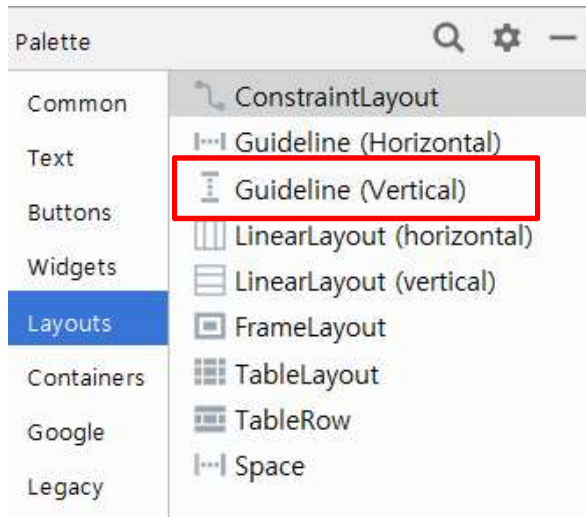 Palette
Common
Text
Buttons
Widgets
Layouts
Containers
Google
Legacy
ConstraintLayout
Guideline (Horizontal)
Guideline (Vertical)
LinearLayout (horizontal)
LinearLayout (vertical)
FrameLayout
TableLayout
TableRow
Space